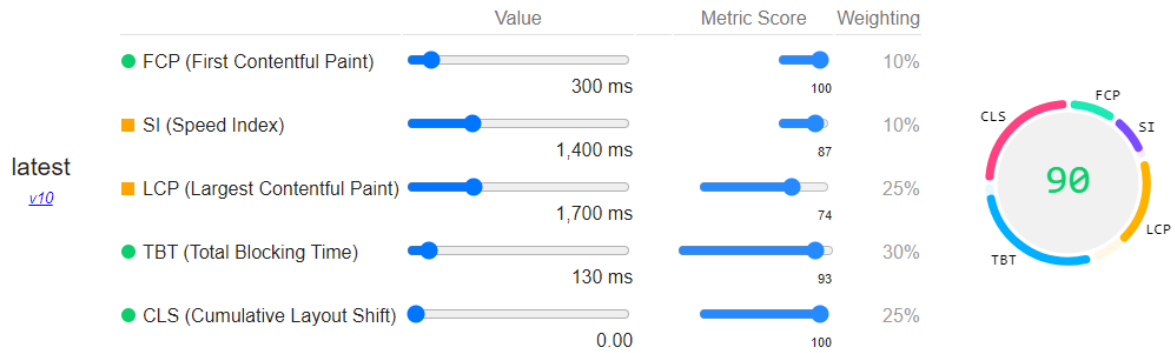 Value Metric Score Weighting
FCP (First Contentful Paint) 10%
300 ms 100
SI (Speed Index) 10%
1,400 ms 87
latest
v10
LCP (Largest Contentful Paint) 25%
1,700 ms 74
TBT (Total Blocking Time) 30%
130 ms 93
CLS (Cumulative Layout Shift) 25%
0.00 100
FCP
CLS
SI
90
LCP
TBT